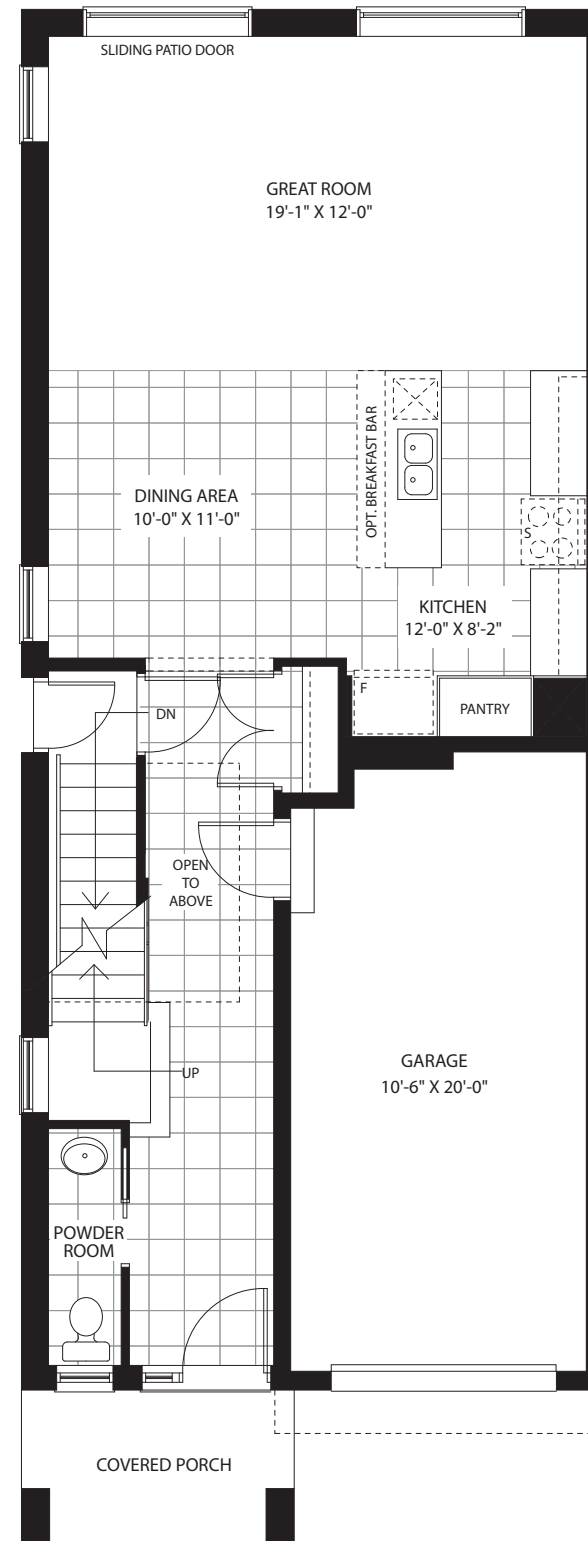 SLIDING PATIO DOOR
GREAT ROOM
19'-1" X 12'-0"
OPT. BREAKFAST BAR
DINING AREA
10'-0" X 11'-0"
S
KITCHEN
12'-0" X 8'-2"
F
PANTRY
DN
OPEN
TO
ABOVE
GARAGE
10'-6" X 20'-0"
UP
POWDER
ROOM
COVERED PORCH